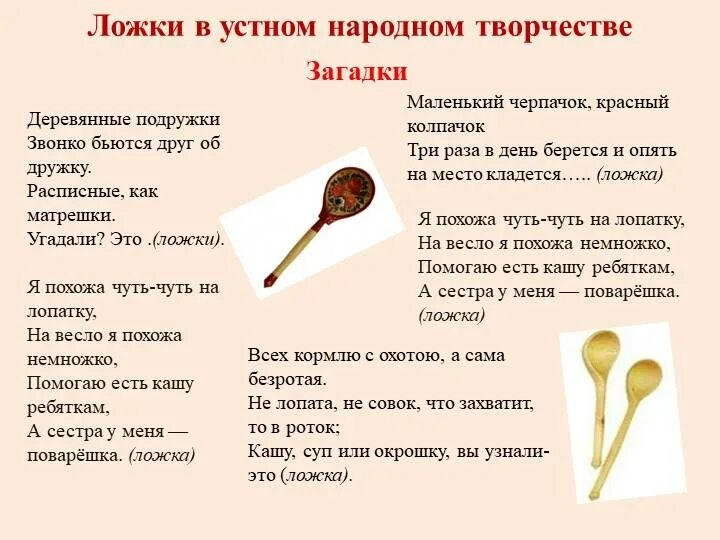 Ложки в устном народном творчестве
Загадки
Деревянные подружки
Звонко бьются друг об
дружку.
Расписные, как
матрешки.
Угадали? Это .(ложки).
Я похожа чуть-чуть на
лопатку,
На весло я похожа
немножко,
Помогаю есть кашу
ребяткам,
А сестра у меня —
поварёшка. (ложка)
Маленький черпачок, красный
колпачок
Три раза в день берется и опять
на место кладется….. (ложка)
Я похожа чуть-чуть на лопатку,
На весло я похожа немножко,
Помогаю есть кашу ребяткам,
А сестра у меня — поварёшка.
(ложка)
Всех кормлю с охотою, а сама
безротая.
Не лопата, не совок, что захватит,
то в роток;
Кашу, суп или окрошку, вы узнали-
это (ложка).